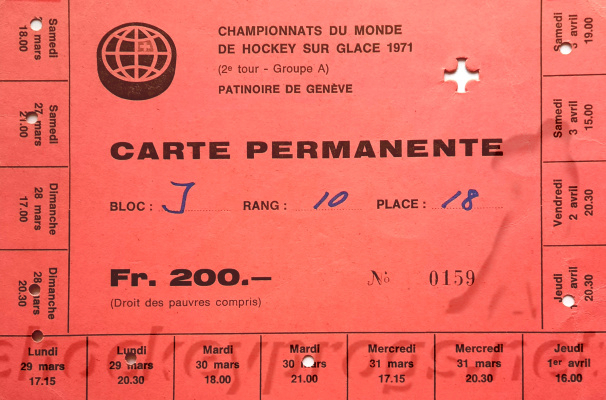 CHAMPIONNATS DU MONDE
DE HOCKEY SUR GLACE 1971
(2e tour - Groupe A)
PATINOIRE DE GENÈVE
CARTE PERMANENTE
BLOC : J RANG : 10 PLACE : 18
Fr. 200.—
(Droit des pauvres compris)
№ 0159
Samedi
mars
18.00
Samedi
27 mars
21.00
Dimanche
28 mars
17.00
Dimanche
28 mars
20.30
Lundi
29 mars
17.15
Lundi
29 mars
20.30
Mardi
30 mars
18.00
Mardi
30 mars
21.00
Mercredi
31 mars
17.15
Mercredi
31 mars
20.30
Jeudi
1er avril
16.00
Jeudi
avril
20.30
Vendredi
2 avril
20.30
Samedi
3 avril
15.00
Samedi
avril
19.00